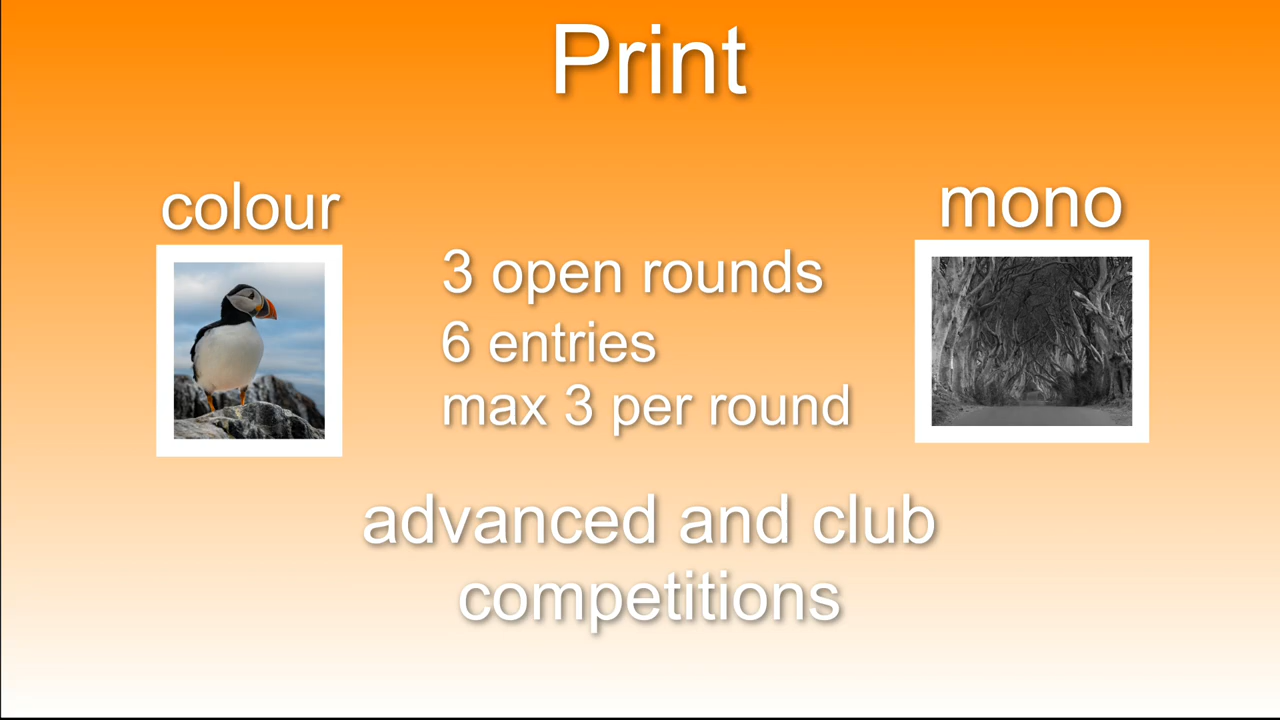 Print
colour
mono
3 open rounds
6 entries
max 3 per round
advanced and club
competitions